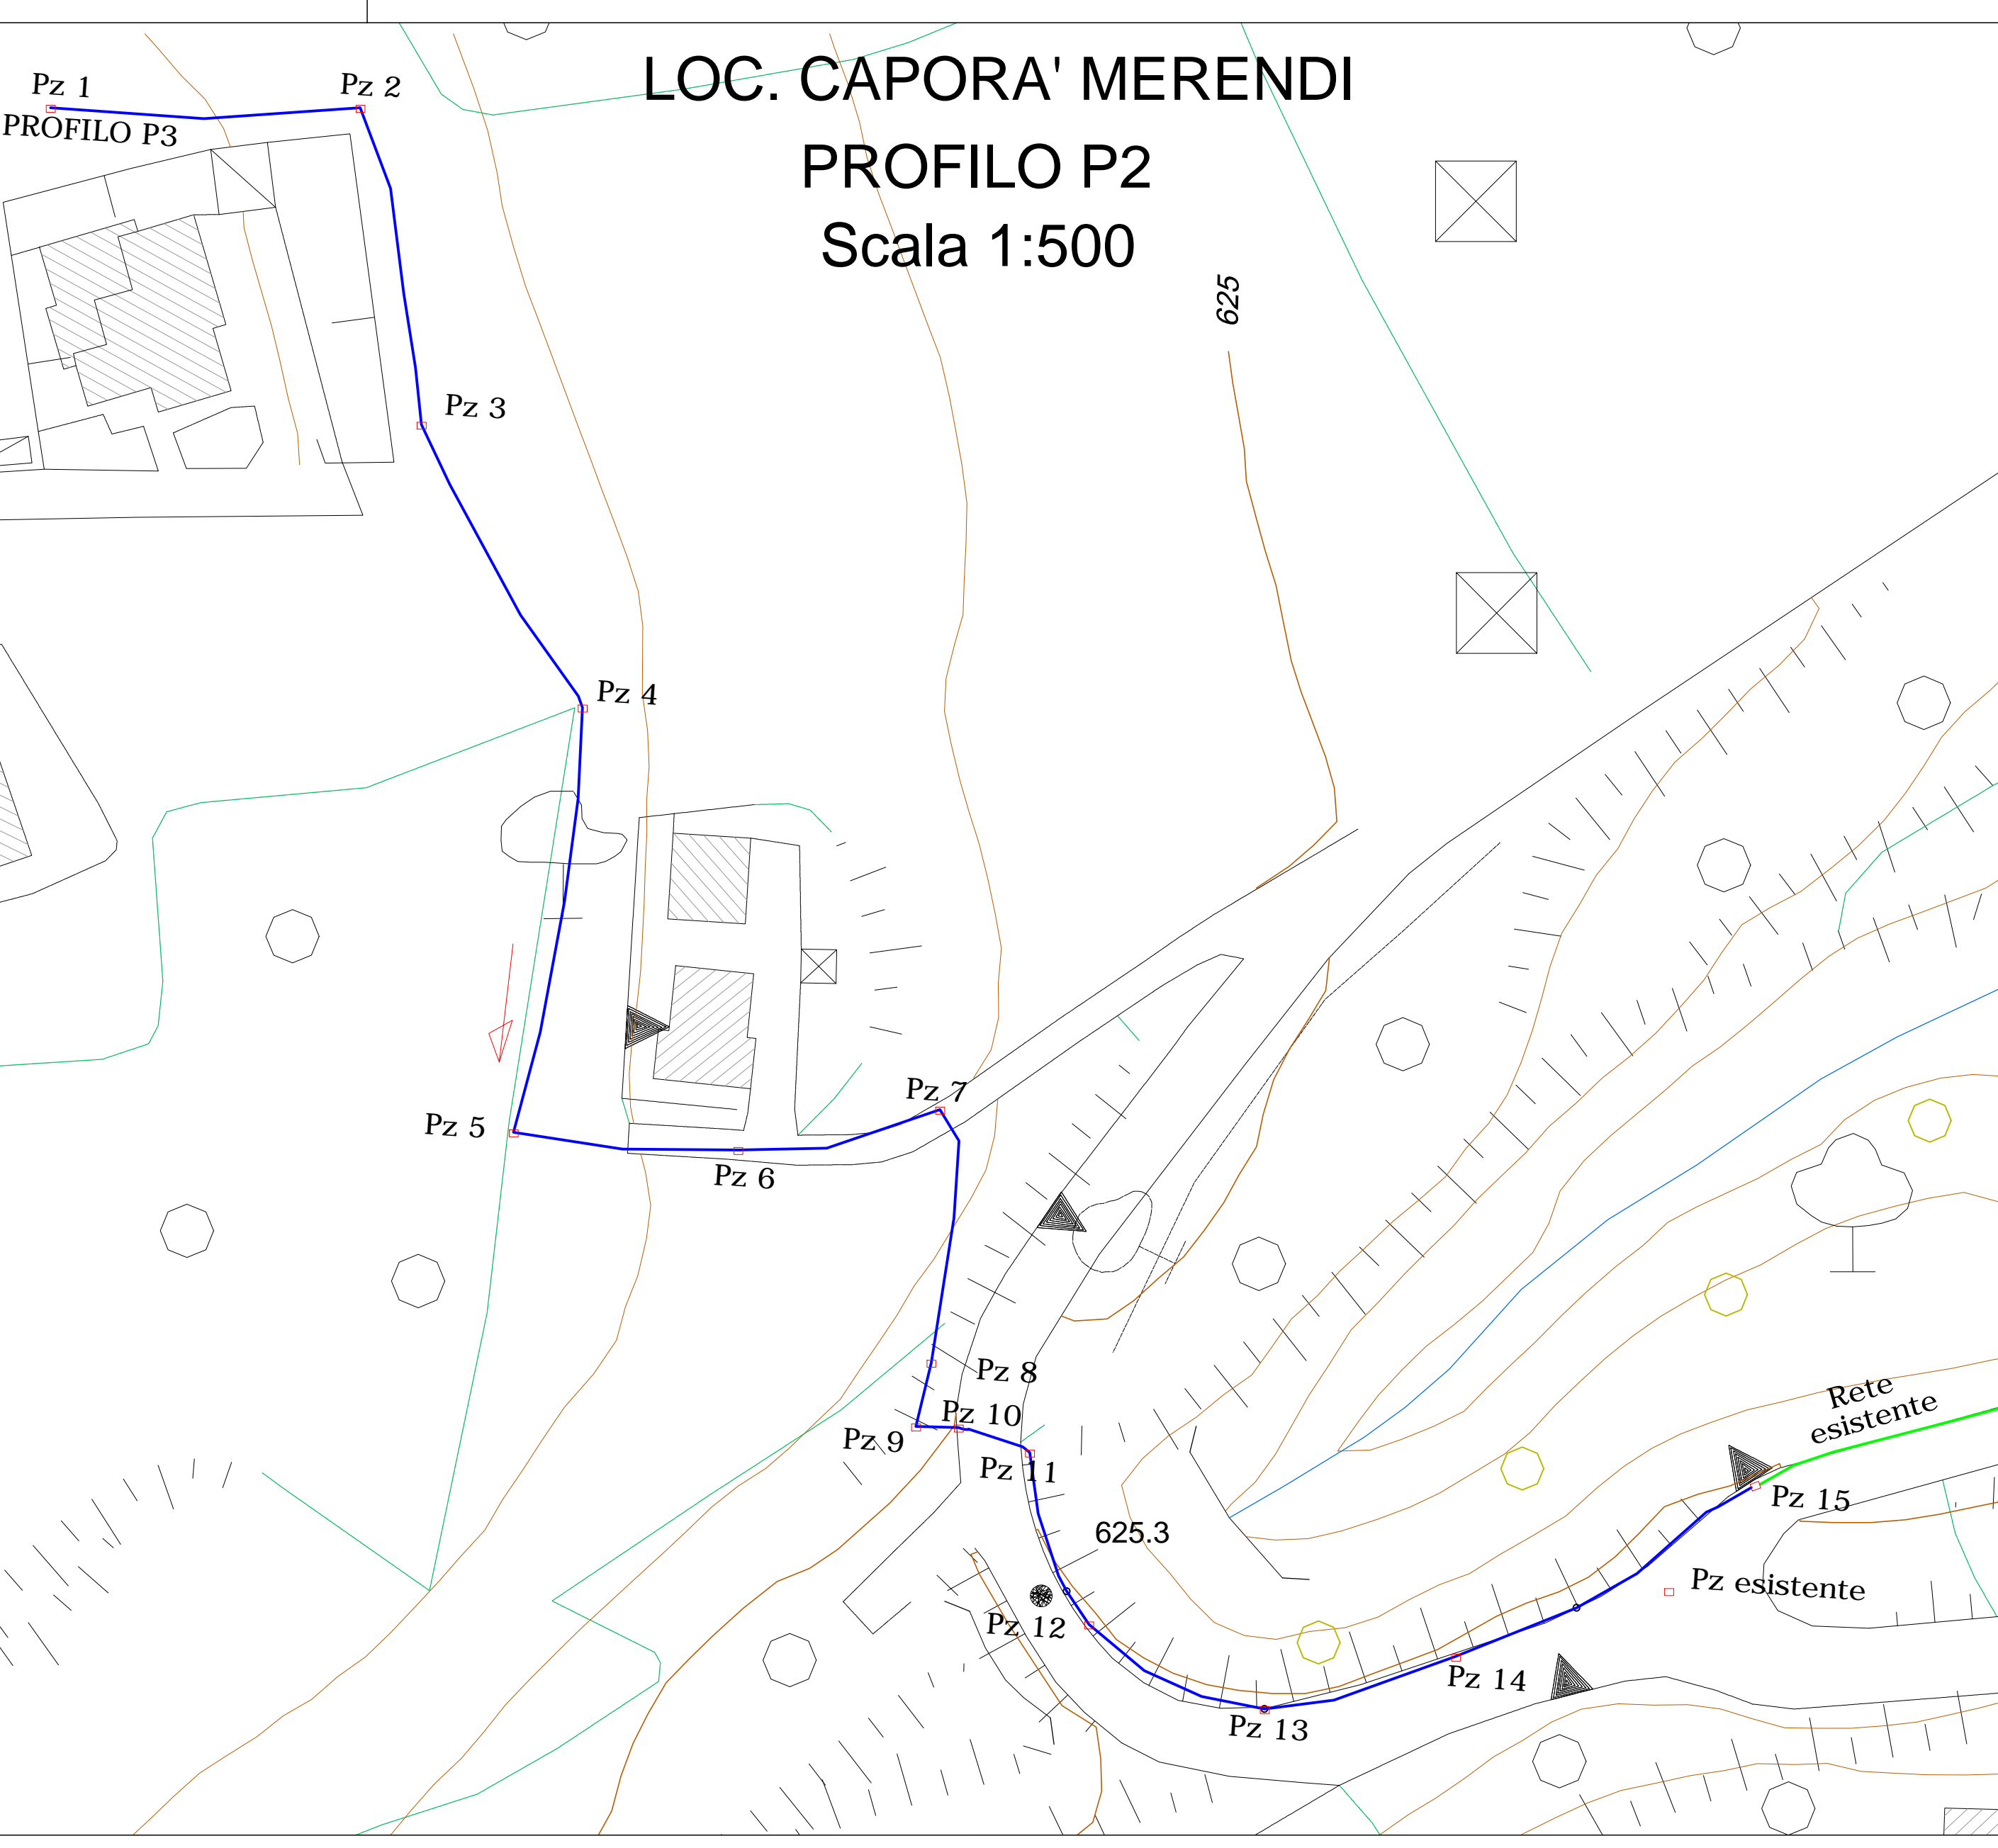 LOC. CAPORA' MERENDI
PROFILO P2
Scala 1:500
Pz 1
Pz 2
PROFILO P3
625
Pz 3
Pz 4
Pz 5
Pz 6
Pz 7
Pz 8
Pz 9
Pz 10
Pz 11
625.3
Pz 12
Pz 13
Pz 14
Pz 15
Rete
esistente
Pz esistente